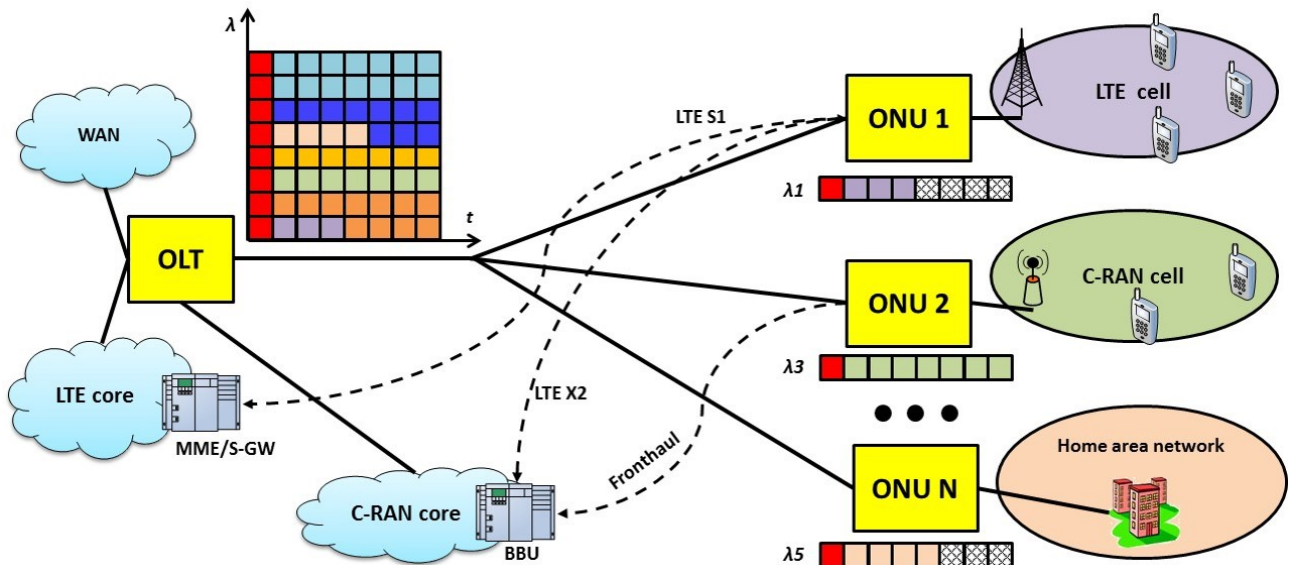 λ
t
WAN
OLT
LTE core
MME/S-GW
C-RAN core
BBU
LTE S1
LTE X2
Fronthaul
ONU 1
LTE cell
λ1
ONU 2
C-RAN cell
λ3
ONU N
Home area network
λ5